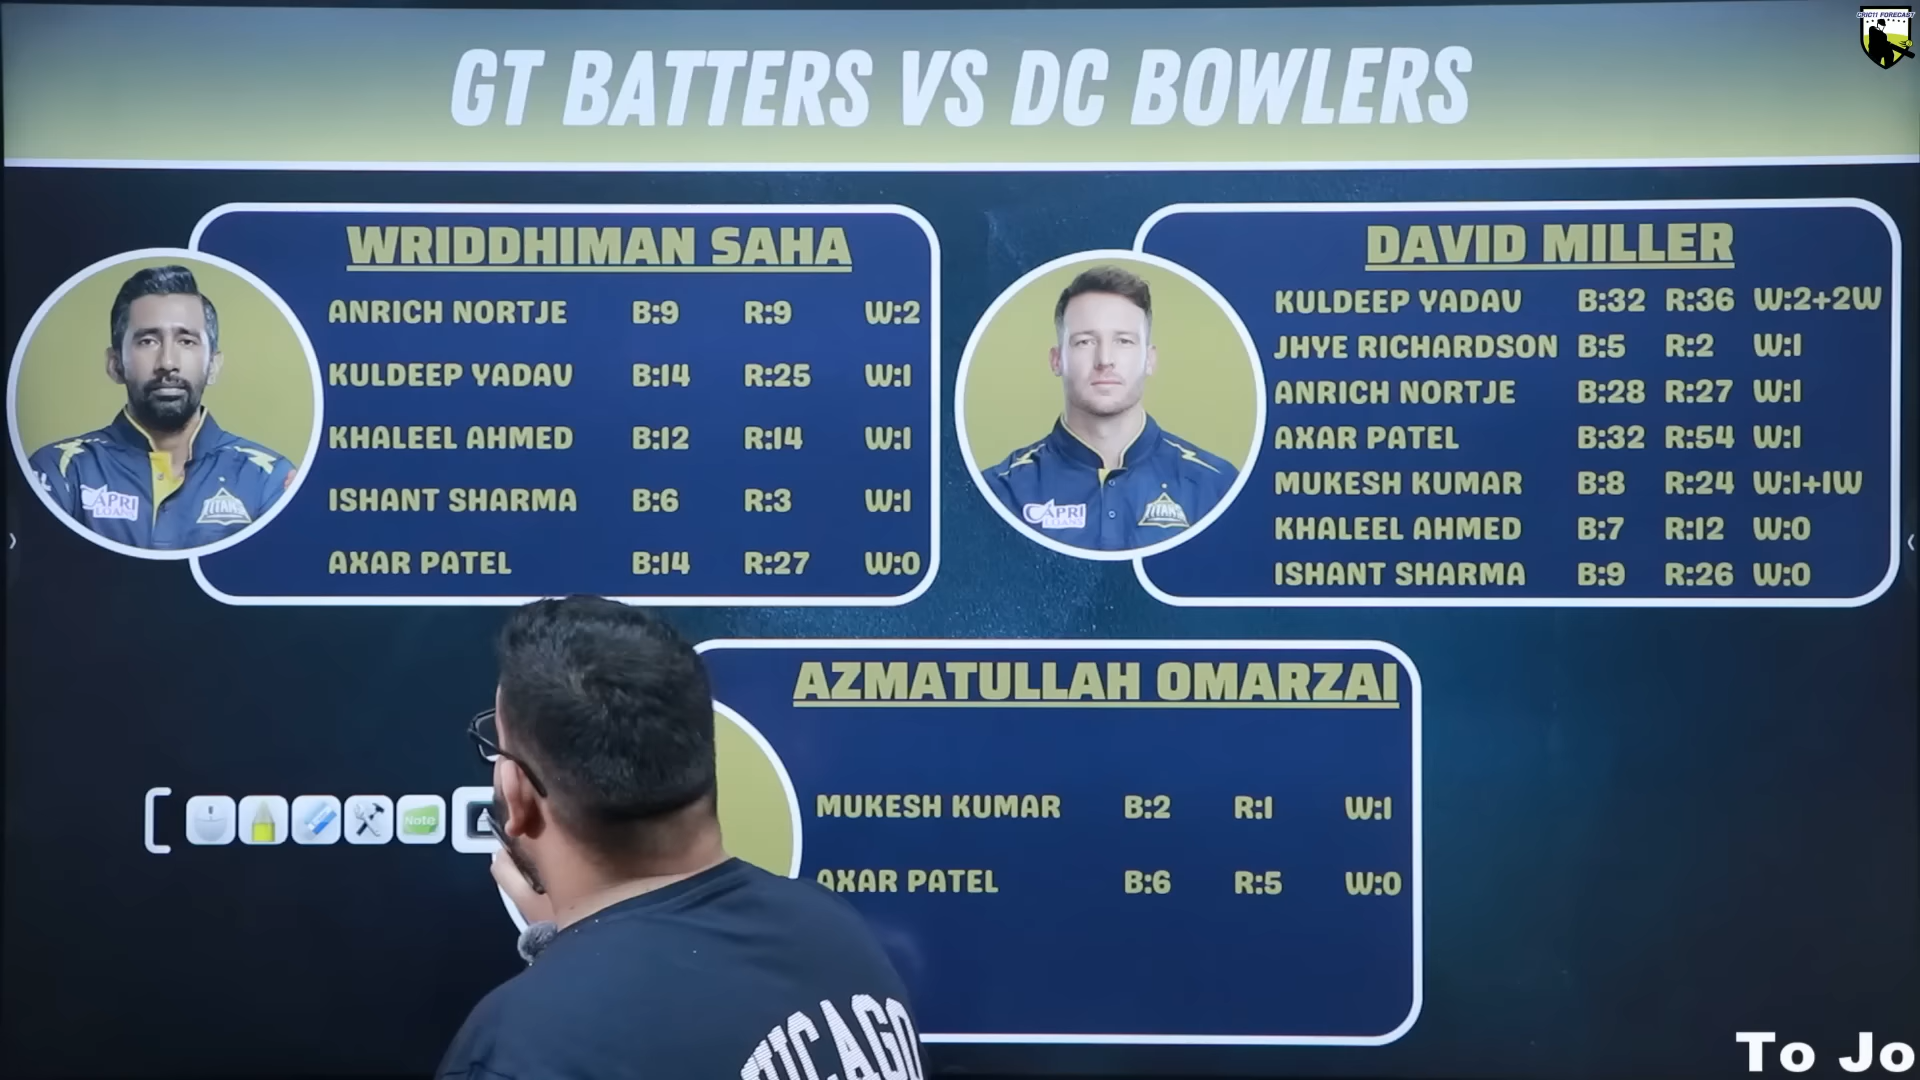 CRIC11 FORECAST
GT BATTERS VS DC BOWLERS
WRIDDHIMAN SAHA
ANRICH NORTJE B:9 R:9 W:2
KULDEEP YADAV B:14 R:25 W:1
KHALEEL AHMED B:12 R:14 W:1
ISHANT SHARMA B:6 R:3 W:1
AXAR PATEL B:14 R:27 W:0
CAPRI
LOANS
TITANS
DAVID MILLER
KULDEEP YADAV B:32 R:36 W:2+2W
JHYE RICHARDSON B:5 R:2 W:1
ANRICH NORTJE B:28 R:27 W:1
AXAR PATEL B:32 R:54 W:1
MUKESH KUMAR B:8 R:24 W:1+1W
KHALEEL AHMED B:7 R:12 W:0
ISHANT SHARMA B:9 R:26 W:0
CAPRI
LOANS
TITANS
AZMATULLAH OMARZAI
MUKESH KUMAR B:2 R:1 W:1
AXAR PATEL B:6 R:5 W:0
Note
CHICAGO
To Jo